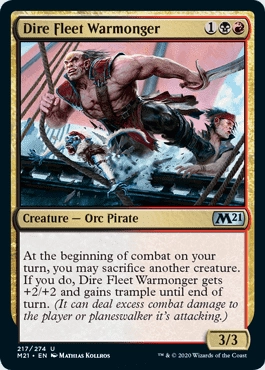 Dire Fleet Warmonger 1
Creature — Orc Pirate M21
At the beginning of combat on your
turn, you may sacrifice another creature.
If you do, Dire Fleet Warmonger gets
+2/+2 and gains trample until end of
turn. (It can deal excess combat damage to
the player or planeswalker it's attacking.)
3/3
217/274 U
M21 • EN Mathias Kollros ™ & © 2020 Wizards of the Coast